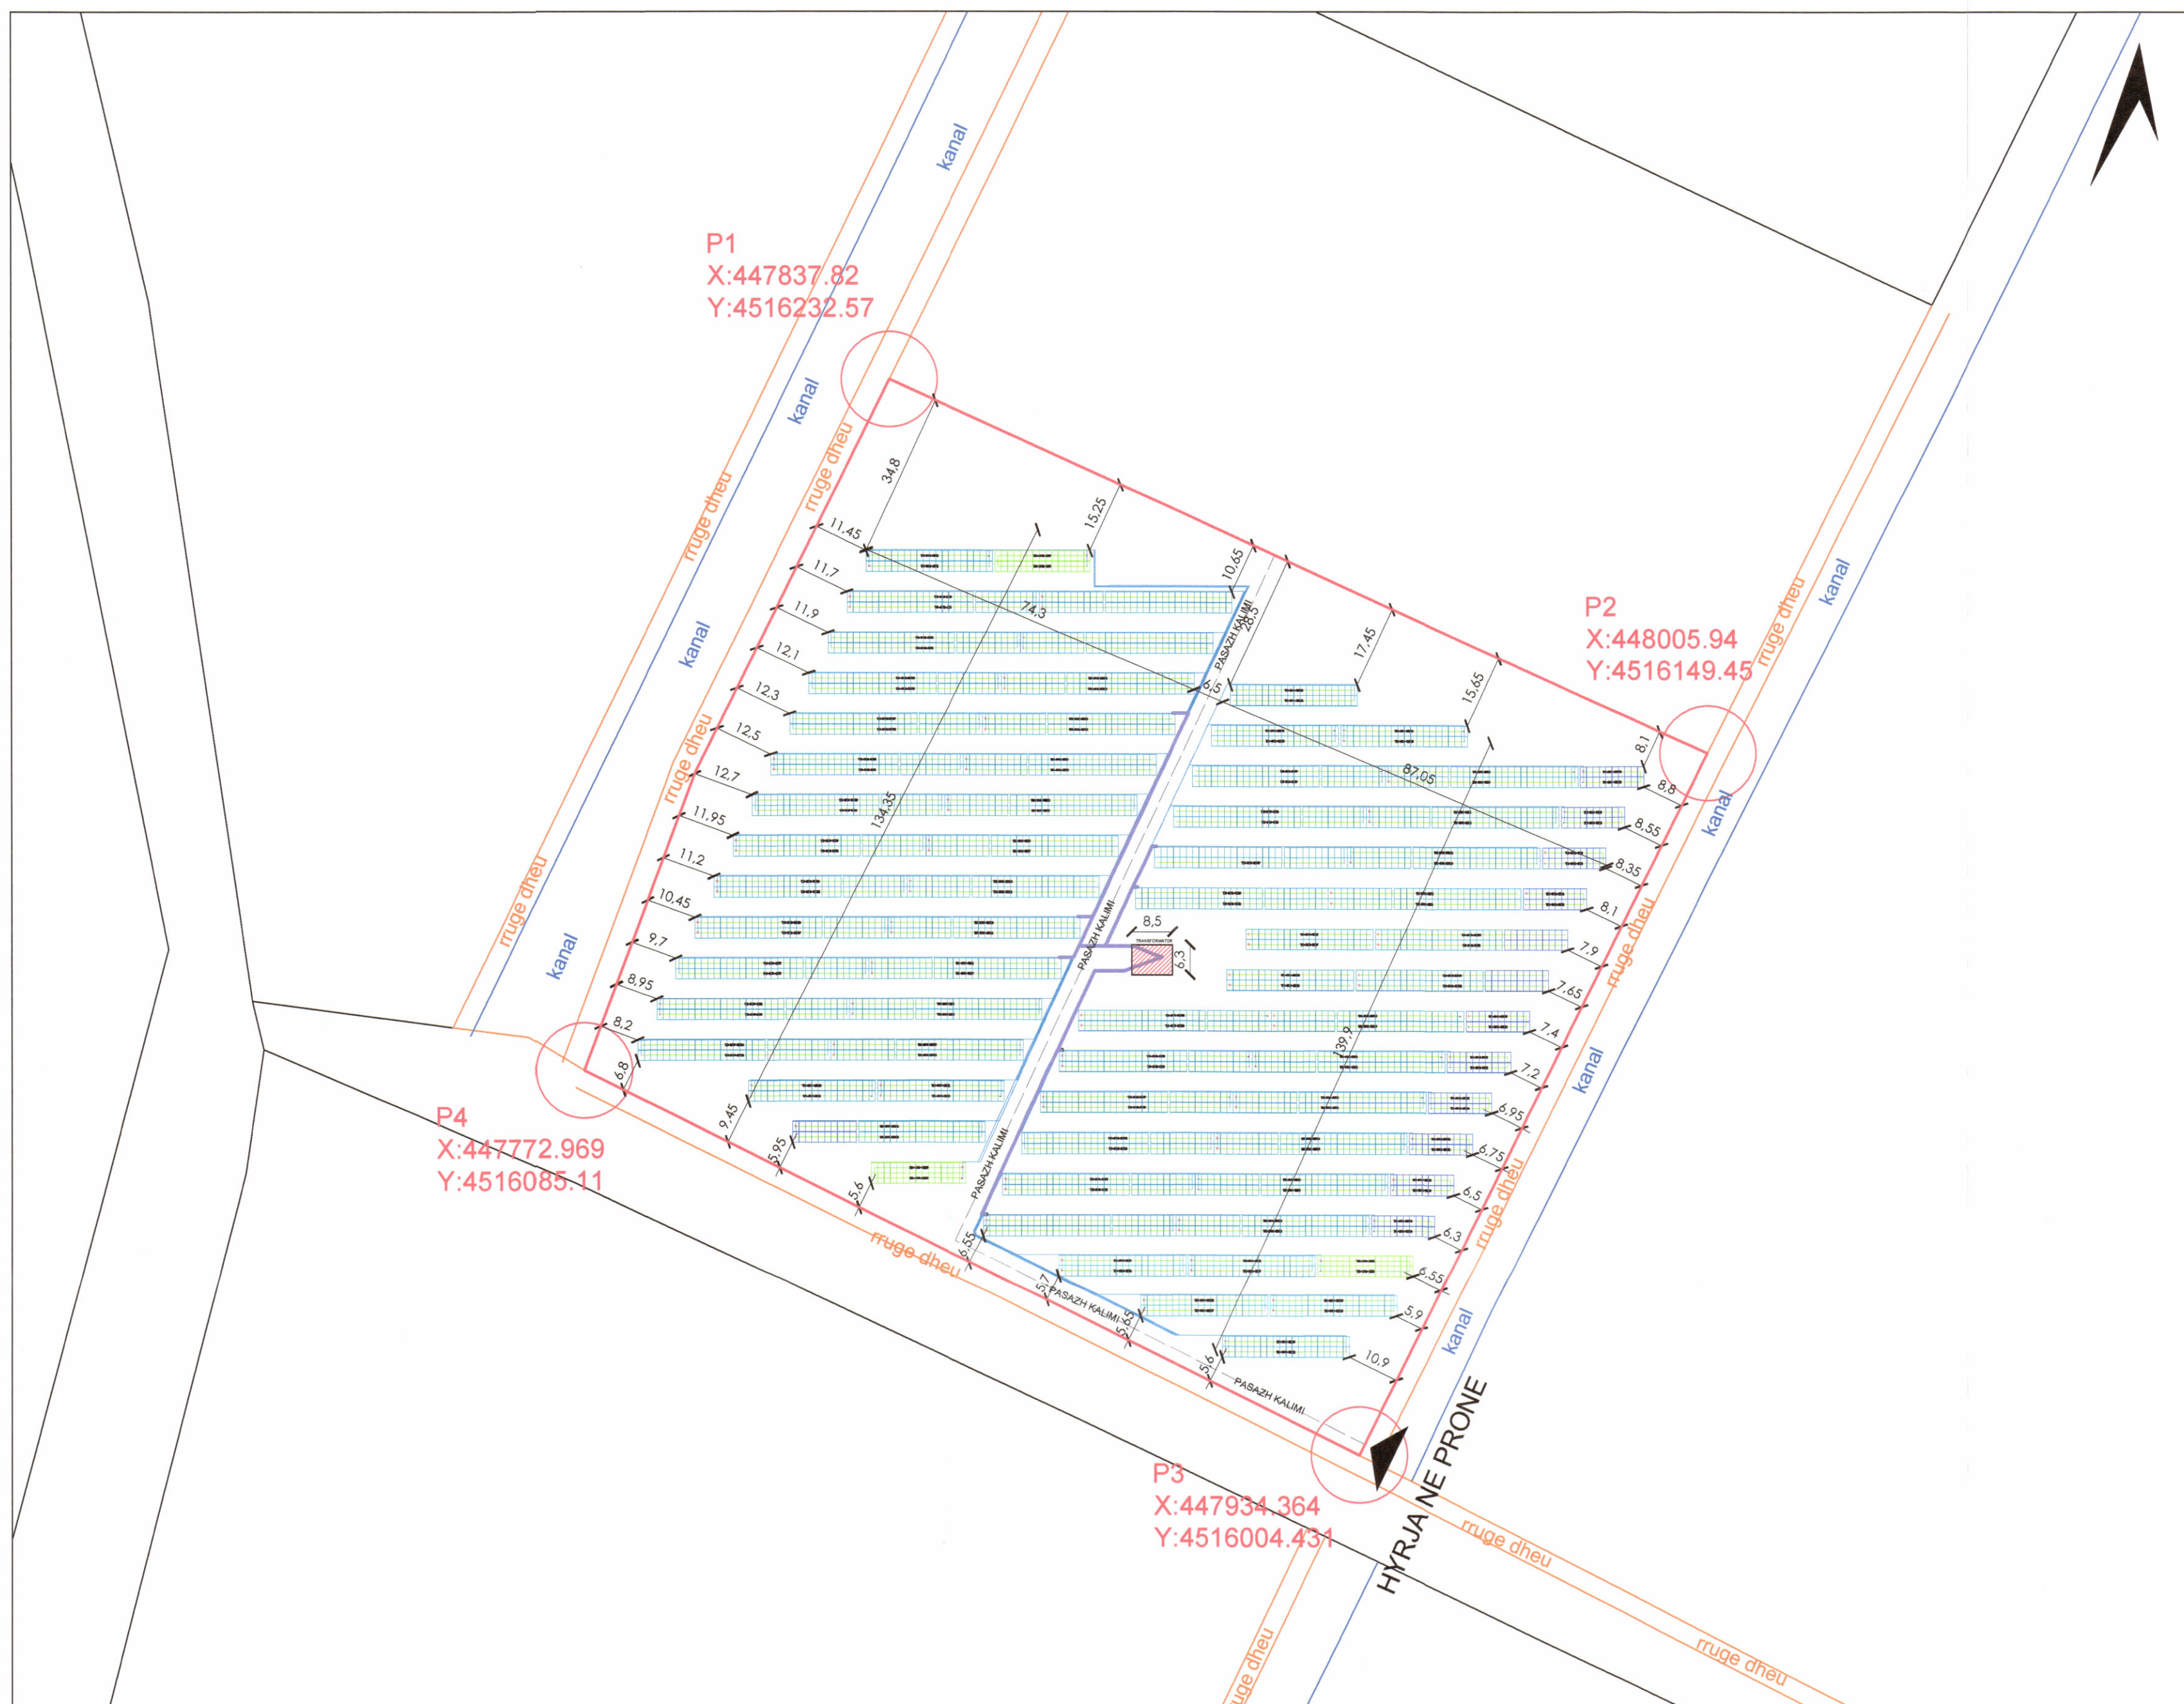 kanal
P1
X:447837.82
Y:4516232.57
kanal
rruge dheu
rruge dheu
34,8
15,25
11,45
10,65
11,7
74,3
28,3
PASAZH KALIMI
11,9
17,45
12,1
6,5
15,65
12,3
12,5
12,7
134,35
11,95
11,2
10,45
9,7
8,95
8,2
6,8
9,45
5,95
5,6
kanal
rruge dheu
rruge dheu
kanal
P2
X:448005.94
Y:4516149.45
rruge dheu
kanal
kanal
8,1
8,8
87,05
8,55
8,35
8,1
7,9
7,65
7,4
7,2
6,95
6,75
6,5
6,3
6,55
5,9
10,9
139,9
PASAZH KALIMI
8,5
TRANSFORMATOR
6,3
rruge dheu
kanal
rruge dheu
kanal
P4
X:447772.969
Y:4516085.11
PASAZH KALIMI
rruge dheu
6,55
5,7
PASAZH KALIMI
5,65
5,6
PASAZH KALIMI
P3
X:447934.364
Y:4516004.431
HYRJA NE PRONE
rruge dheu
rruge dheu
ruge dheu